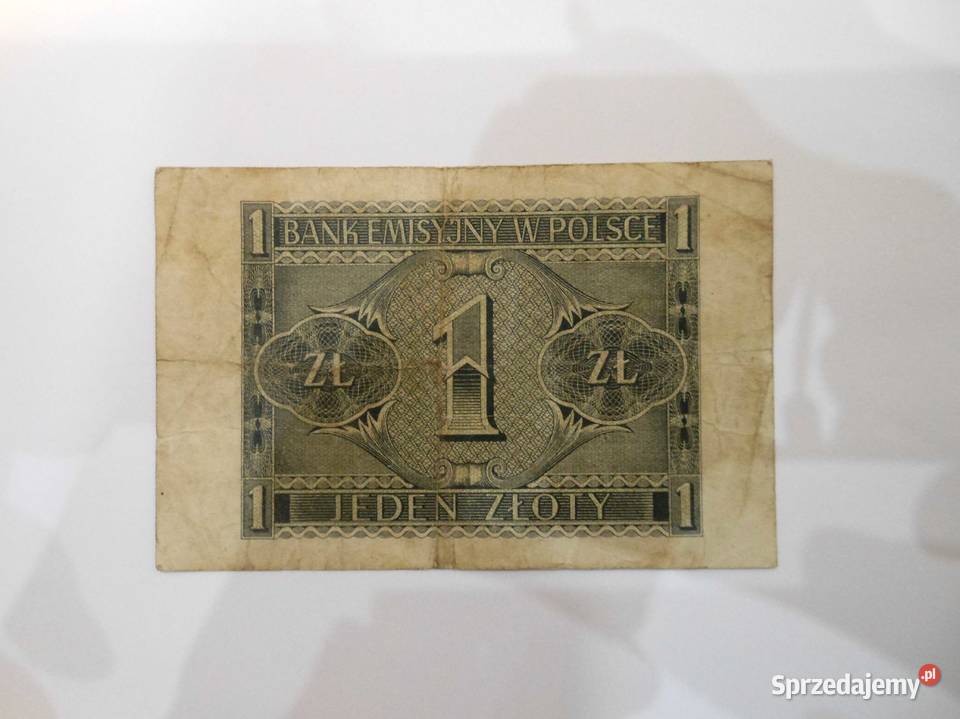 1 BANK EMISYJNY W POLSCE 1
ZŁ 1 ZŁ
1 JEDEN ZŁOTY 1
Sprzedajemy.pl